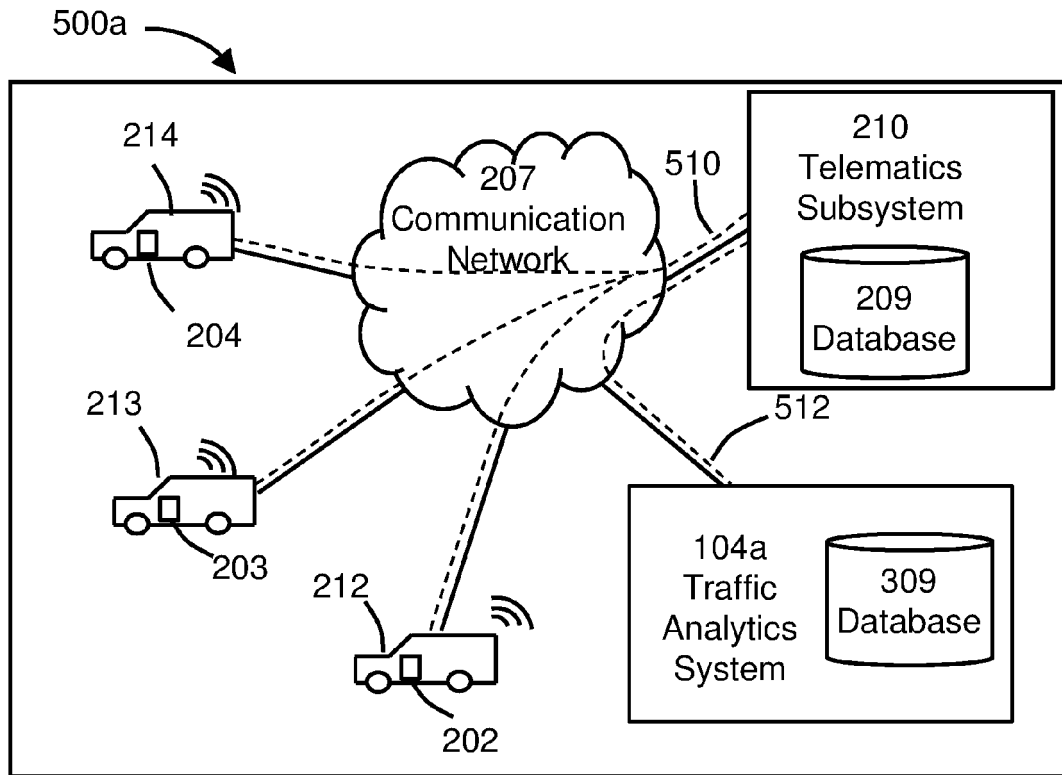 500a
214
207
Communication
Network
510
210
Telematics
Subsystem
209
Database
204
213
203
512
212
202
104a
Traffic
Analytics
System
309
Database